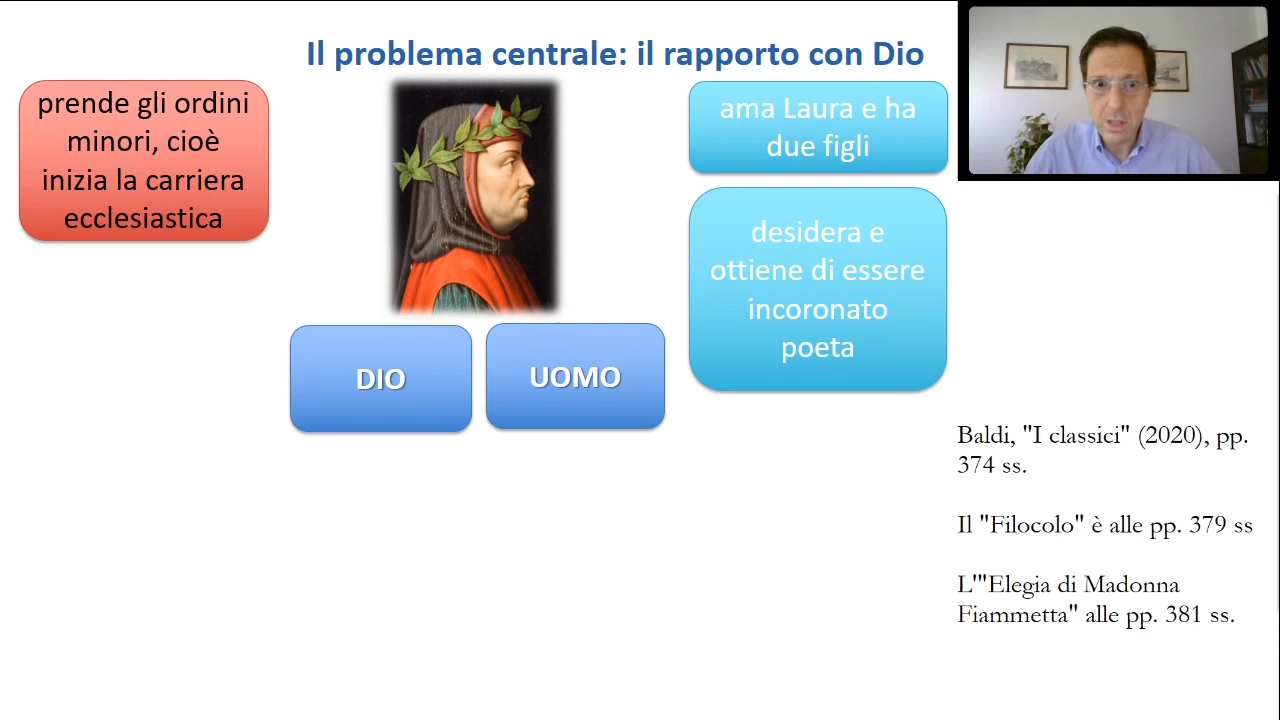 Il problema centrale: il rapporto con Dio
prende gli ordini
minori, cioè
inizia la carriera
ecclesiastica
ama Laura e ha
due figli
desidera e
ottiene di essere
incoronato
poeta
DIO
UOMO
Baldi, "I classici" (2020), pp.
374 ss.
Il "Filocolo" è alle pp. 379 ss
L'"Elegia di Madonna
Fiammetta" alle pp. 381 ss.